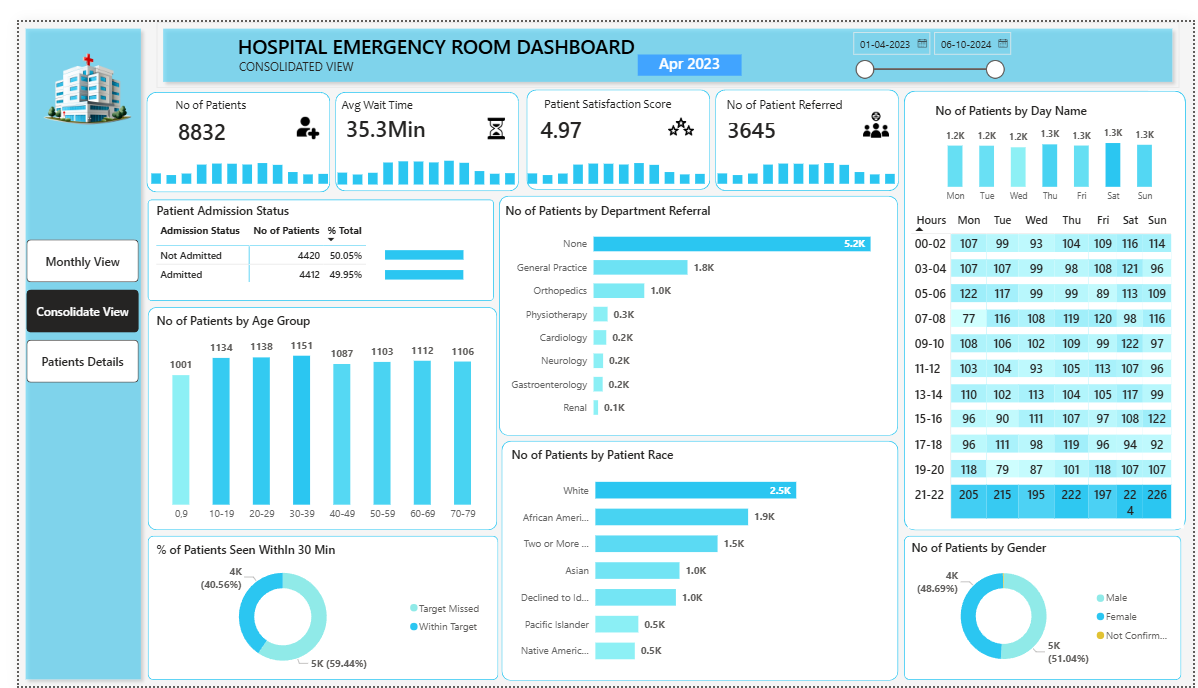 HOSPITAL EMERGENCY ROOM DASHBOARD
CONSOLIDATED VIEW
Apr 2023
01-04-2023
06-10-2024
Monthly View
Consolidate View
Patients Details
No of Patients
8832
Avg Wait Time
35.3Min
Patient Satisfaction Score
4.97
No of Patient Referred
3645
Patient Admission Status
Admission Status No of Patients % Total
Not Admitted 4420 50.05%
Admitted 4412 49.95%
No of Patients by Age Group
1001 1134 1138 1151 1087 1103 1112 1106
0,9 10-19 20-29 30-39 40-49 50-59 60-69 70-79
% of Patients Seen WithIn 30 Min
4K
(40.56%)
5K (59.44%)
Target Missed
Within Target
No of Patients by Department Referral
None 5.2K
General Practice 1.8K
Orthopedics 1.0K
Physiotherapy 0.3K
Cardiology 0.2K
Neurology 0.2K
Gastroenterology 0.2K
Renal 0.1K
No of Patients by Patient Race
White 2.5K
African Ameri... 1.9K
Two or More ... 1.5K
Asian 1.0K
Declined to Id... 1.0K
Pacific Islander 0.5K
Native Americ... 0.5K
No of Patients by Day Name
1.2K 1.2K 1.2K 1.3K 1.3K 1.3K 1.3K
Mon Tue Wed Thu Fri Sat Sun
Hours Mon Tue Wed Thu Fri Sat Sun
00-02 107 99 93 104 109 116 114
03-04 107 107 99 98 108 121 96
05-06 122 117 99 99 89 113 109
07-08 77 116 108 119 120 98 116
09-10 108 106 102 109 99 122 97
11-12 103 104 93 105 113 107 96
13-14 110 102 113 104 105 117 99
15-16 96 90 111 107 97 108 122
17-18 96 111 98 119 96 94 92
19-20 118 79 87 101 118 107 107
21-22 205 215 195 222 197 22 226
4
No of Patients by Gender
4K
(48.69%)
5K
(51.04%)
Male
Female
Not Confirm...